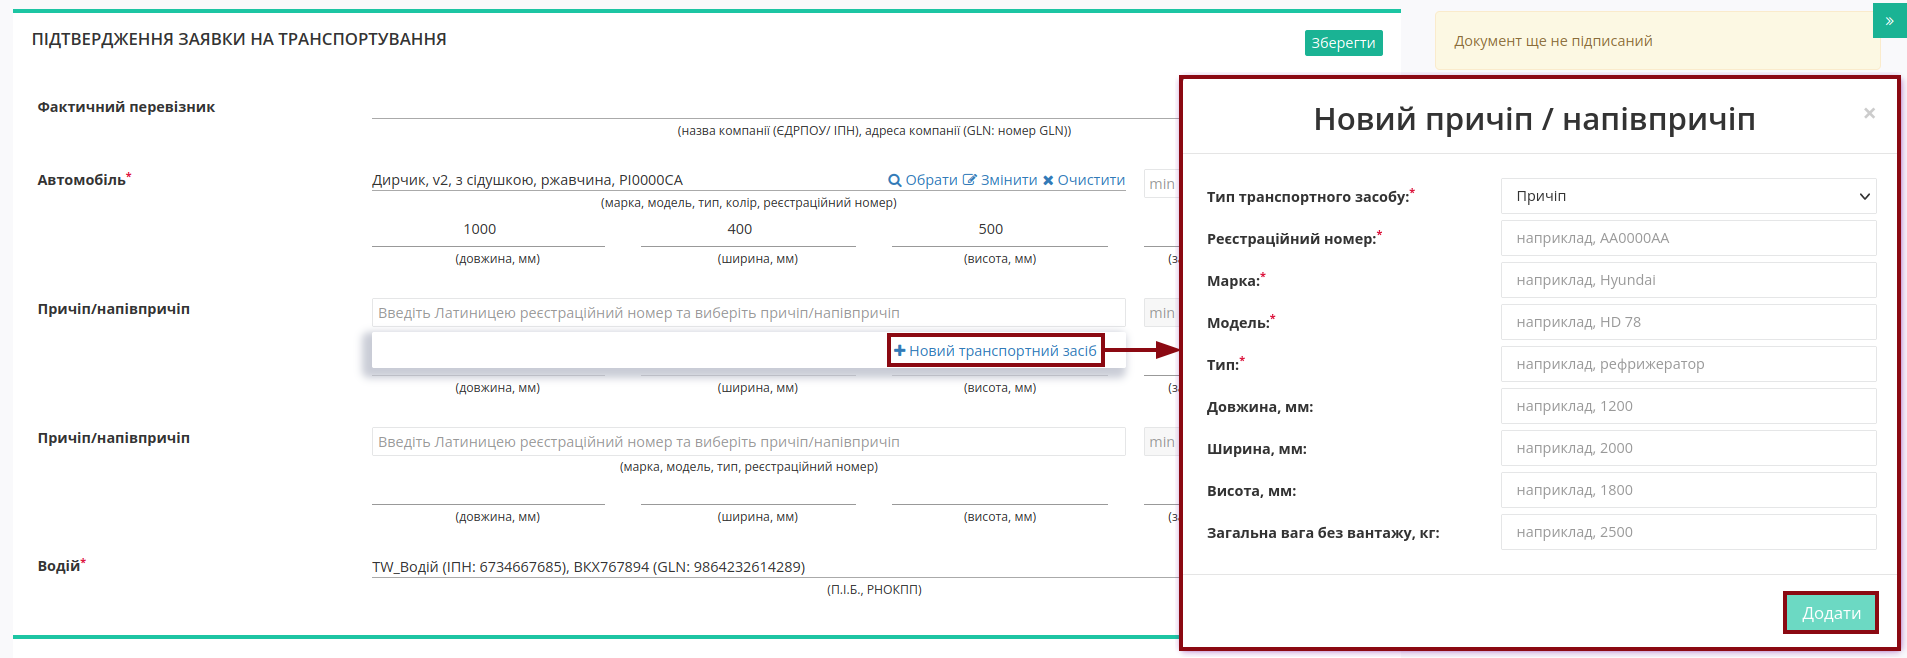 ПІДТВЕРДЖЕННЯ ЗАЯВКИ НА ТРАНСПОРТУВАННЯ
Зберегти
Документ ще не підписаний
»
Фактичний перевізник
(назва компанії (ЄДРПОУ/ ІПН), адреса компанії (GLN: номер GLN))
Автомобіль*
Дирчик, v2, з сідушкою, ржавчина, PI0000CA
Обрати Змінити Очистити
min
(марка, модель, тип, колір, реєстраційний номер)
1000 400 500
(довжина, мм) (ширина, мм) (висота, мм) (за
Причіп/напівпричіп
Введіть Латиницею реєстраційний номер та виберіть причіп/напівпричіп
min
Новий транспортний засіб
(довжина, мм) (ширина, мм) (висота, мм) (за
Причіп/напівпричіп
Введіть Латиницею реєстраційний номер та виберіть причіп/напівпричіп
min
(марка, модель, тип, реєстраційний номер)
(довжина, мм) (ширина, мм) (висота, мм) (за
Водій*
TW_Водій (ІПН: 6734667685), ВКХ767894 (GLN: 9864232614289)
(П.І.Б., РНОКПП)
Новий причіп / напівпричіп
×
Тип транспортного засобу:* Причіп
Реєстраційний номер:* наприклад, AA0000AA
Марка:* наприклад, Hyundai
Модель:* наприклад, HD 78
Тип:* наприклад, рефрижератор
Довжина, мм: наприклад, 1200
Ширина, мм: наприклад, 2000
Висота, мм: наприклад, 1800
Загальна вага без вантажу, кг: наприклад, 2500
Додати